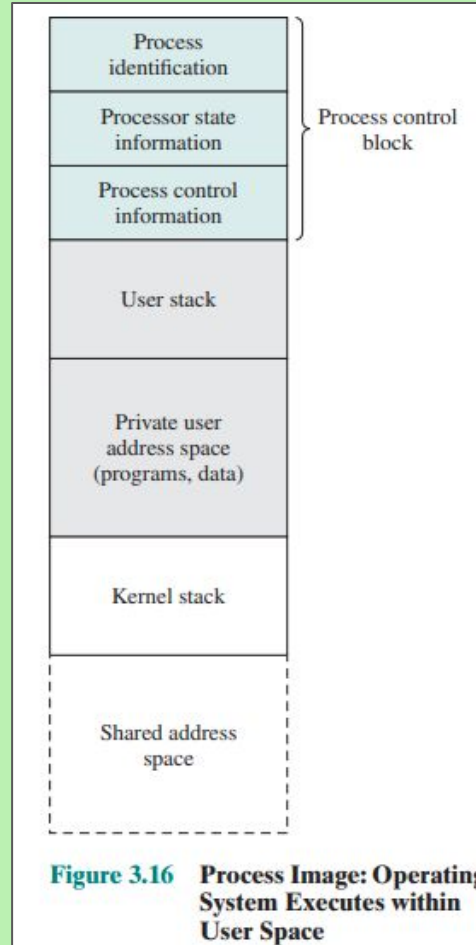 Process
identification
Processor state
information
Process control
information
Process control
block
User stack
Private user
address space
(programs, data)
Kernel stack
Shared address
space
Figure 3.16 Process Image: Operating
System Executes within
User Space